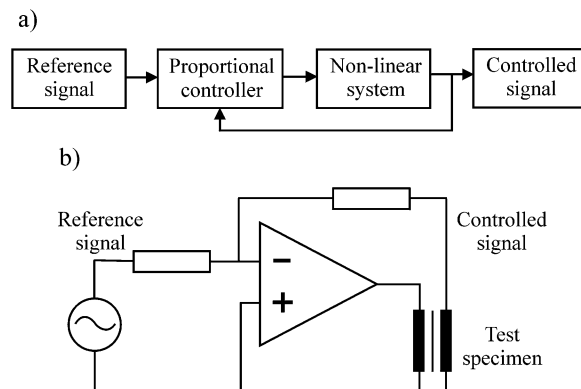 a)
Reference
signal
Proportional
controller
Non-linear
system
Controlled
signal
b)
Reference
signal
Controlled
signal
−
+
Test
specimen